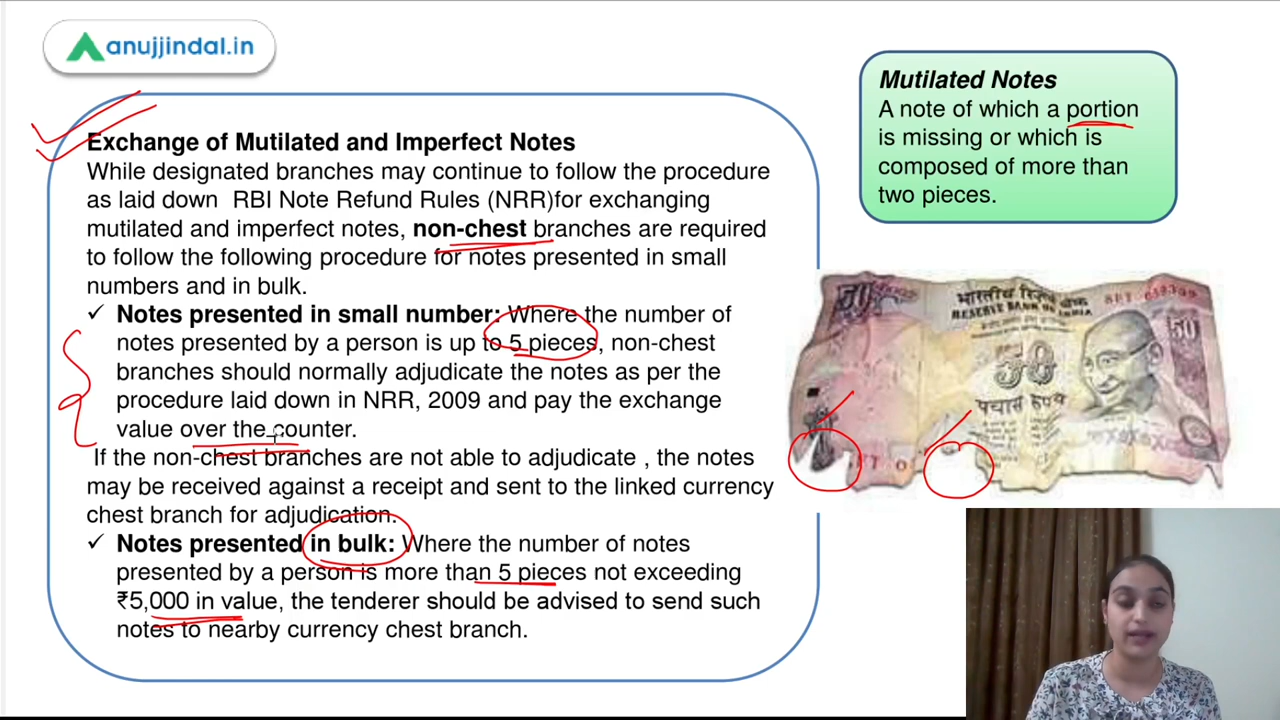 anujjindal.in
Exchange of Mutilated and Imperfect Notes
While designated branches may continue to follow the procedure
as laid down RBI Note Refund Rules (NRR)for exchanging
mutilated and imperfect notes, non-chest branches are required
to follow the following procedure for notes presented in small
numbers and in bulk.
✓ Notes presented in small number: Where the number of
notes presented by a person is up to 5 pieces, non-chest
branches should normally adjudicate the notes as per the
procedure laid down in NRR, 2009 and pay the exchange
value over the counter.
If the non-chest branches are not able to adjudicate , the notes
may be received against a receipt and sent to the linked currency
chest branch for adjudication.
✓ Notes presented in bulk: Where the number of notes
presented by a person is more than 5 pieces not exceeding
₹5,000 in value, the tenderer should be advised to send such
notes to nearby currency chest branch.
Mutilated Notes
A note of which a portion
is missing or which is
composed of more than
two pieces.
भारतीय रिज़र्व बैंक
RESERVE BANK OF INDIA
50
50
50
पचास रुपये